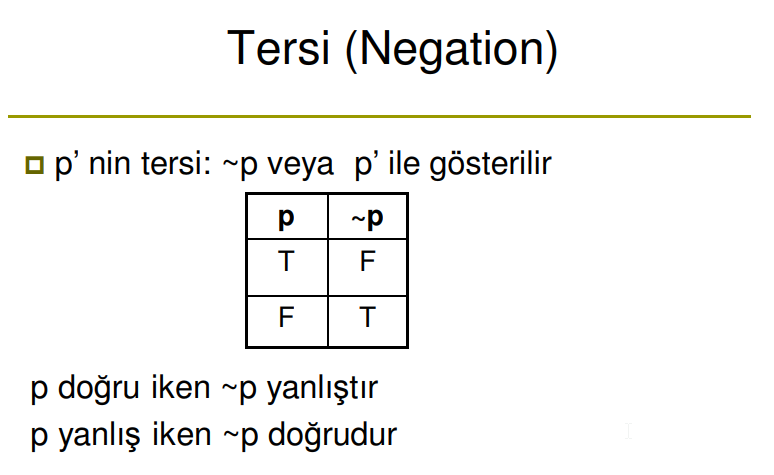 Tersi (Negation)
p’ nin tersi: ~p veya p’ ile gösterilir
p ~p
T F
F T
p doğru iken ~p yanlıştır
p yanlış iken ~p doğrudur